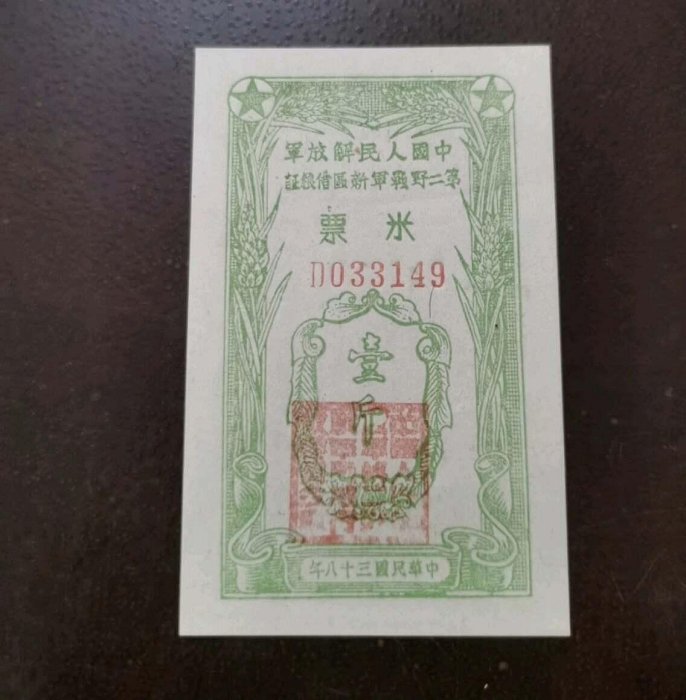 中國人民解放軍
第二野戰軍新區借糧証
米票
D033149
壹
斤
中華民國三十八年